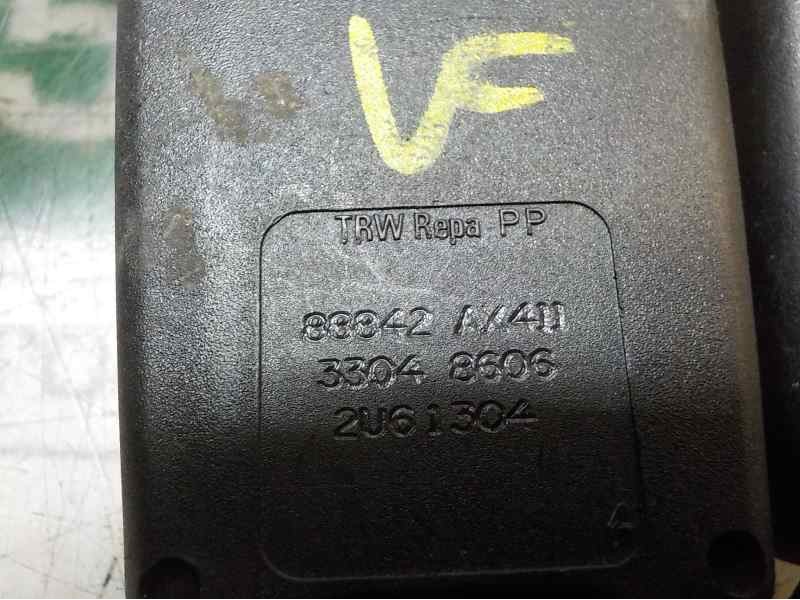 VF
TRW Repa PP
88842 AX411
3304 8606
2U61304